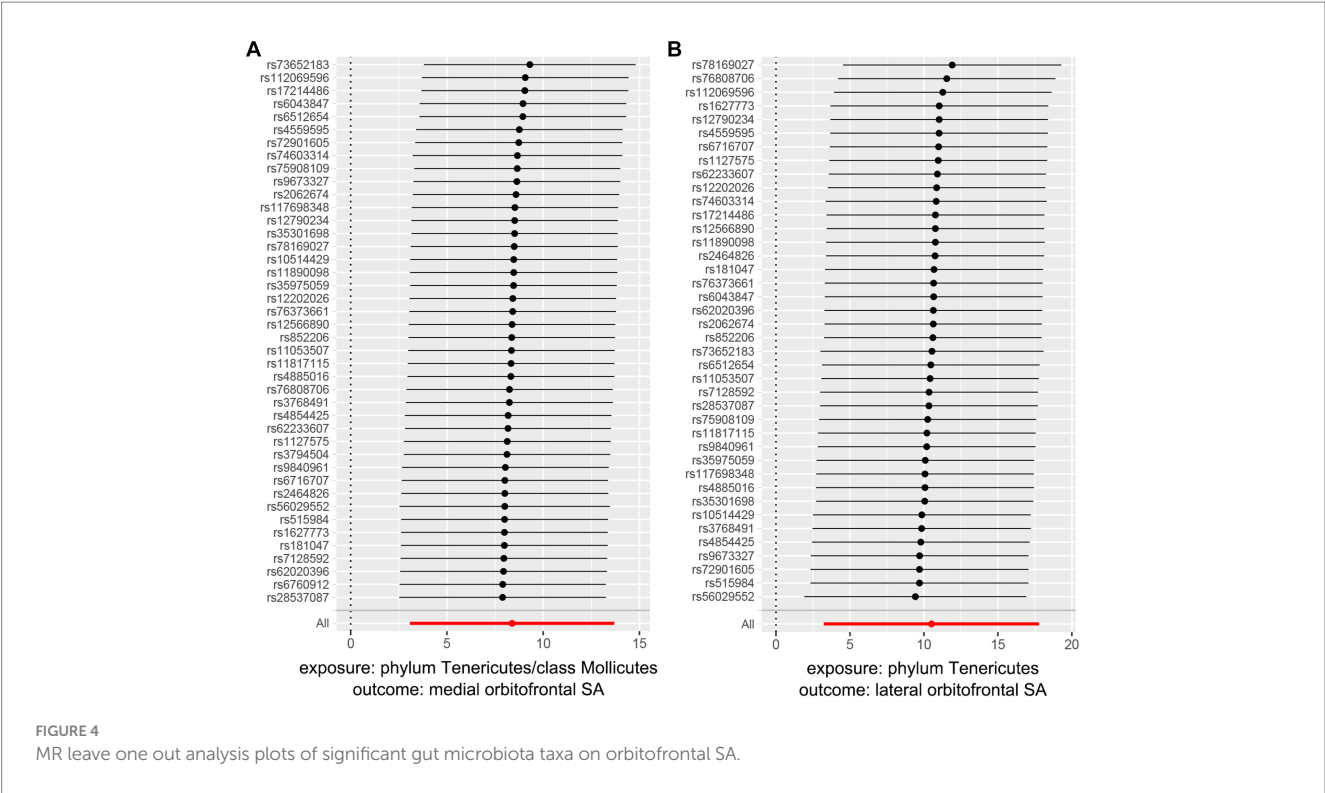 A
rs73652183
rs112069596
rs17214486
rs6043847
rs6512654
rs4559595
rs72901605
rs74603314
rs75908109
rs9673327
rs2062674
rs117698348
rs12790234
rs35301698
rs78169027
rs10514429
rs11890098
rs35975059
rs12202026
rs76373661
rs12566890
rs852206
rs11053507
rs11817115
rs4885016
rs76808706
rs3768491
rs4854425
rs62233607
rs1127575
rs3794504
rs9840961
rs6716707
rs2464826
rs56029552
rs515984
rs1627773
rs181047
rs7128592
rs62020396
rs6760912
rs28537087
All
0 5 10 15
exposure: phylum Tenericutes/class Mollicutes
outcome: medial orbitofrontal SA
B
rs78169027
rs76808706
rs112069596
rs1627773
rs12790234
rs4559595
rs6716707
rs1127575
rs62233607
rs12202026
rs74603314
rs17214486
rs12566890
rs11890098
rs2464826
rs181047
rs76373661
rs6043847
rs62020396
rs2062674
rs852206
rs73652183
rs6512654
rs11053507
rs7128592
rs28537087
rs75908109
rs11817115
rs9840961
rs35975059
rs117698348
rs4885016
rs35301698
rs10514429
rs3768491
rs4854425
rs9673327
rs72901605
rs515984
rs56029552
All
0 5 10 15 20
exposure: phylum Tenericutes
outcome: lateral orbitofrontal SA
FIGURE 4
MR leave one out analysis plots of significant gut microbiota taxa on orbitofrontal SA.